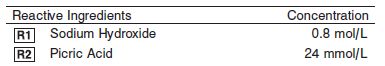 Reactive Ingredients Concentration
R1 Sodium Hydroxide 0.8 mol/L
R2 Picric Acid 24 mmol/L